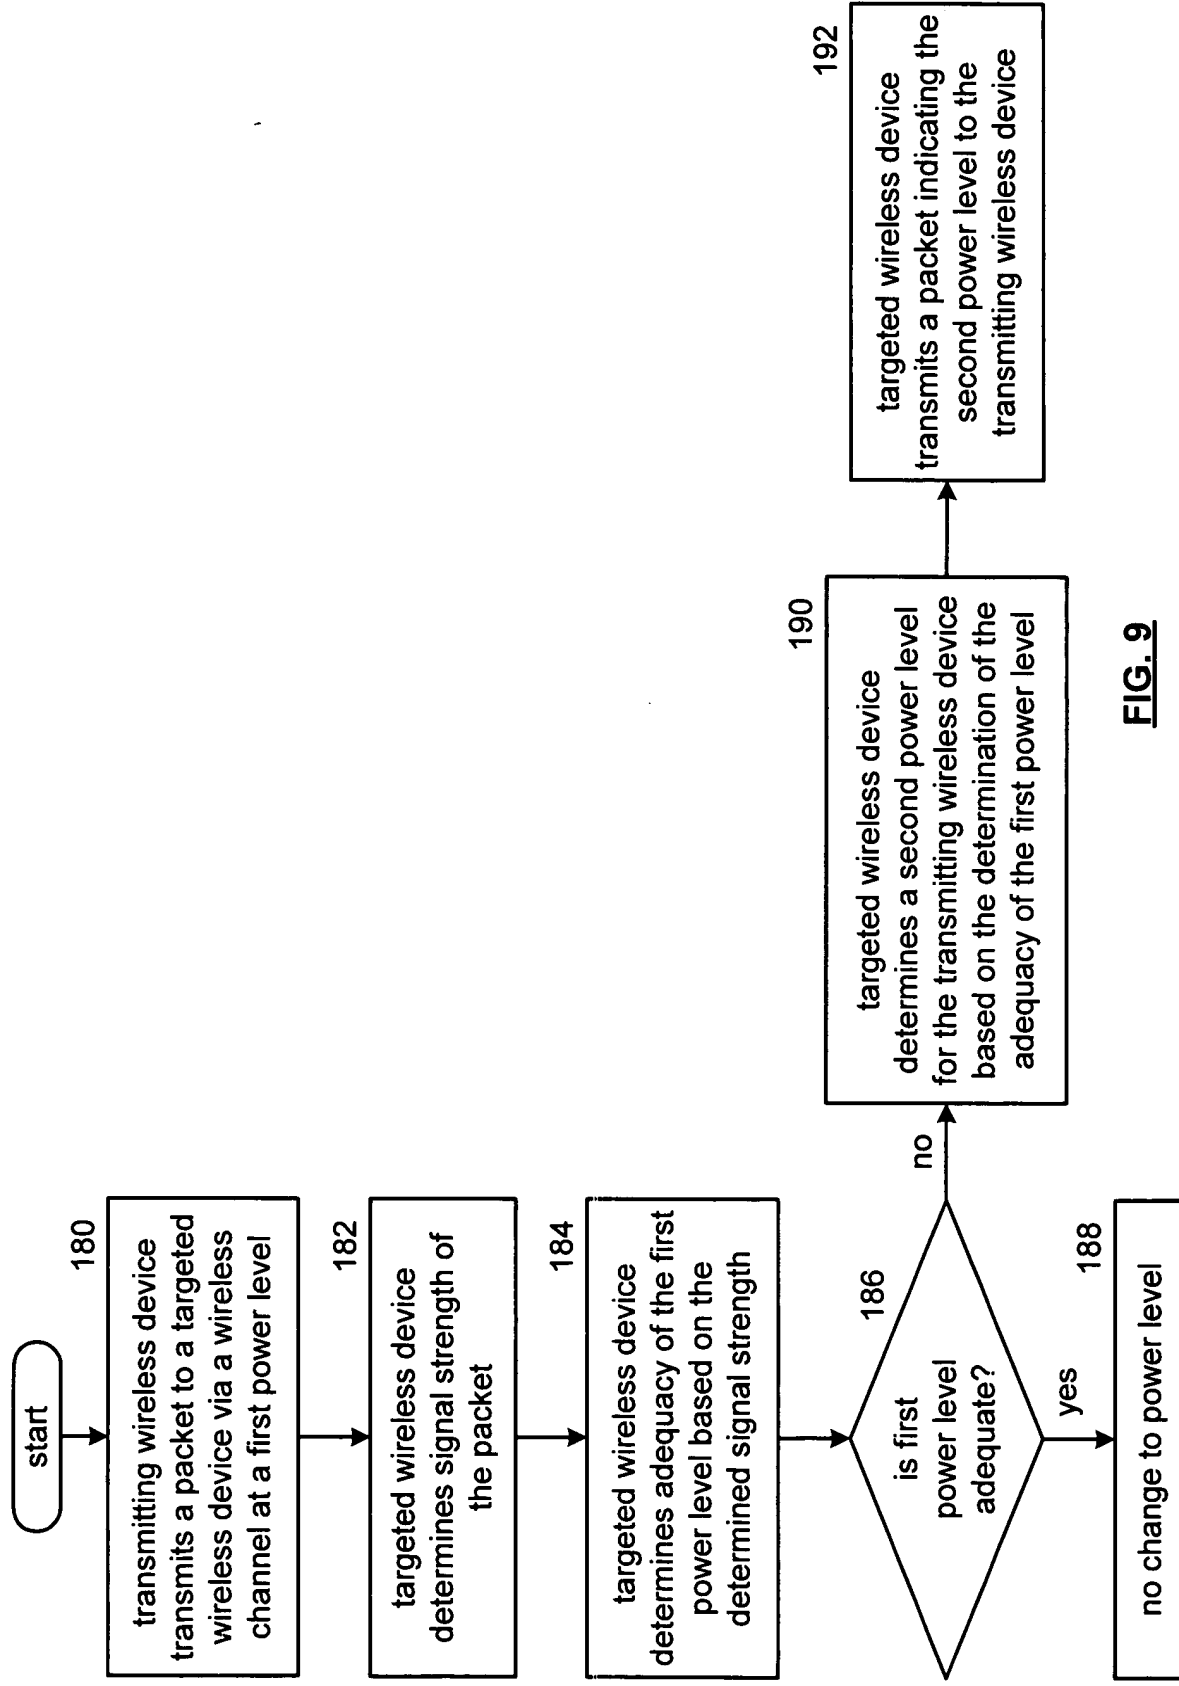 start
180
transmitting wireless device
transmits a packet to a targeted
wireless device via a wireless
channel at a first power level
182
targeted wireless device
determines signal strength of
the packet
184
targeted wireless device
determines adequacy of the first
power level based on the
determined signal strength
186
is first
power level
adequate?
no
yes
188
no change to power level
190
targeted wireless device
determines a second power level
for the transmitting wireless device
based on the determination of the
adequacy of the first power level
192
targeted wireless device
transmits a packet indicating the
second power level to the
transmitting wireless device
FIG. 9